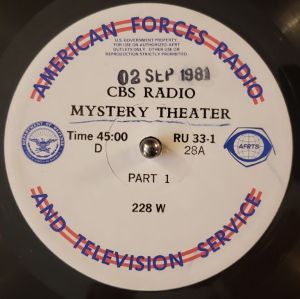 AMERICAN FORCES RADIO
U.S. GOVERNMENT PROPERTY.
FOR USE ON AUTHORIZED AFRT
OUTLETS ONLY. OTHER USE OR
REPRODUCTION STRICTLY PROHIBITED.
02 SEP 1981
CBS RADIO
MYSTERY THEATER
Time 45:00
RU 33-1
D
28A
AFRTS
PART 1
228 W
AND TELEVISION SERVICE